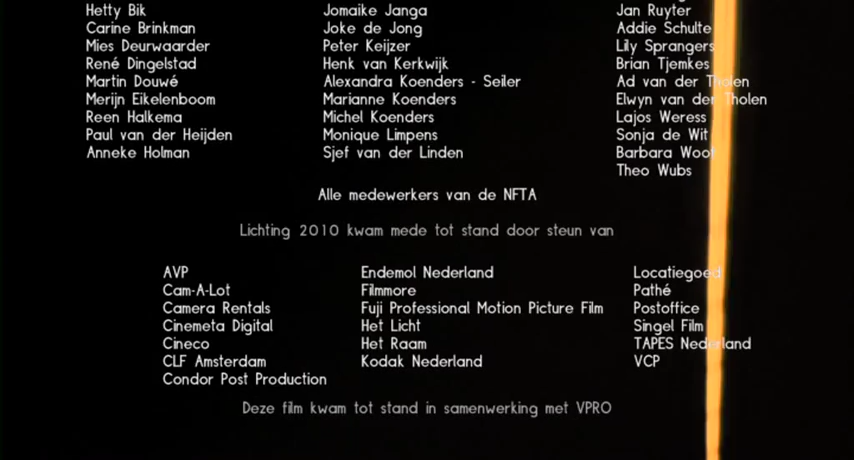 Hetty Bik
Carine Brinkman
Mies Deurwaarder
René Dingelstad
Martin Douwé
Merijn Eikelenboom
Reen Halkema
Paul van der Heijden
Anneke Holman
Jomaike Janga
Joke de Jong
Peter Keijzer
Henk van Kerkwijk
Alexandra Koenders - Seiler
Marianne Koenders
Michel Koenders
Monique Limpens
Sjef van der Linden
Jan Ruyter
Addie Schulte
Lily Sprangers
Brian Tjemkes
Ad van der Tholen
Elwyn van der Tholen
Lajos Weress
Sonja de Wit
Barbara Woof
Theo Wubs
Alle medewerkers van de NFTA
Lichting 2010 kwam mede tot stand door steun van
AVP
Cam-A-Lot
Camera Rentals
Cinemeta Digital
Cineco
CLF Amsterdam
Condor Post Production
Endemol Nederland
Filmmore
Fuji Professional Motion Picture Film
Het Licht
Het Raam
Kodak Nederland
Locatiegoed
Pathé
Postoffice
Singel Film
TAPES Nederland
VCP
Deze film kwam tot stand in samenwerking met VPRO